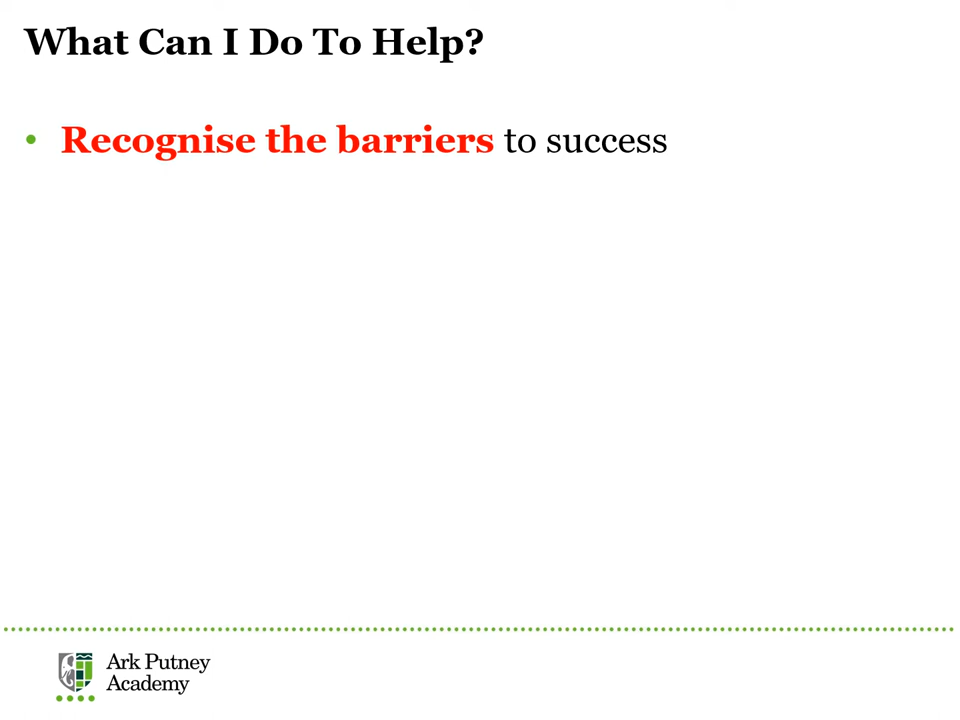 What Can I Do To Help?
• Recognise the barriers to success
Ark Putney
Academy